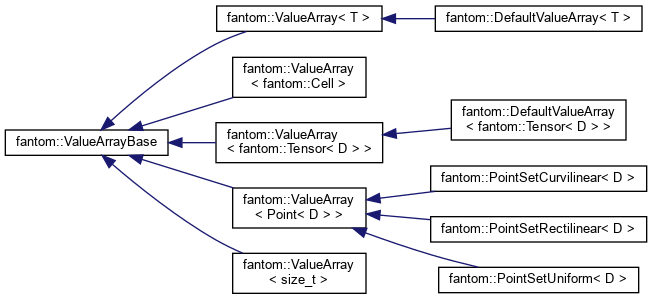 fantom::ValueArray< T >
fantom::DefaultValueArray< T >
fantom::ValueArray
< fantom::Cell >
fantom::DefaultValueArray
< fantom::Tensor< D > >
fantom::ValueArrayBase
fantom::ValueArray
< fantom::Tensor< D > >
fantom::PointSetCurvilinear< D >
fantom::ValueArray
< Point< D > >
fantom::PointSetRectilinear< D >
fantom::ValueArray
< size_t >
fantom::PointSetUniform< D >